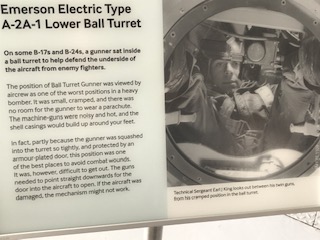 Emerson Electric Type
A-2A-1 Lower Ball Turret
On some B-17s and B-24s, a gunner sat inside
a ball turret to help defend the underside of
the aircraft from enemy fighters.
The position of Ball Turret Gunner was viewed by
aircrew as one of the worst positions in a heavy
bomber. It was small, cramped, and there was
no room for the gunner to wear a parachute.
The machine-guns were noisy and hot, and the
shell casings would build up around your feet.
In fact, partly because the gunner was squashed
into the turret so tightly, and protected by an
armour-plated door, this position was one
of the best places to avoid combat wounds.
It was, however, difficult to get out. The guns
needed to point straight downwards for the
door into the aircraft to open. If the aircraft was
damaged, the mechanism might not work.
Technical Sergeant Earl J King looks out between his twin guns,
from his cramped position in the ball turret.